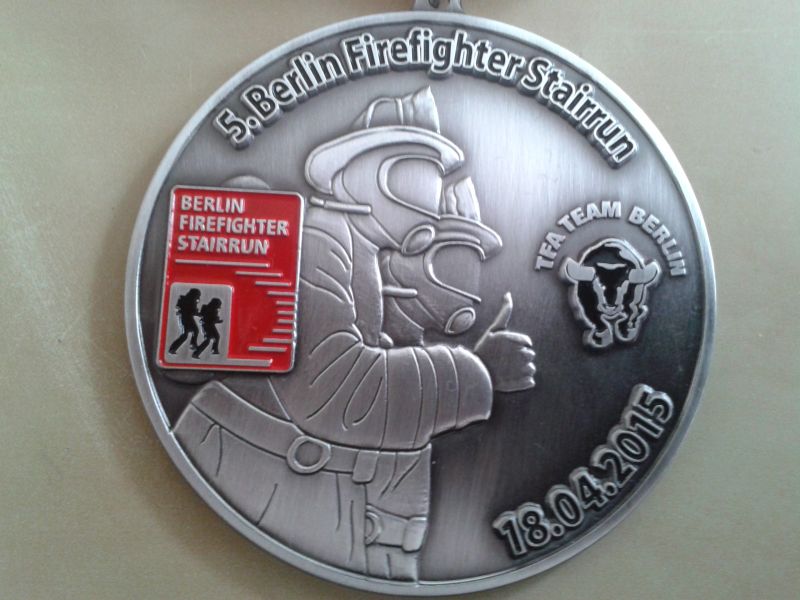 5. Berlin Firefighter Stairrun
BERLIN
FIREFIGHTER
STAIRRUN
TFA TEAM BERLIN
18.04.2015